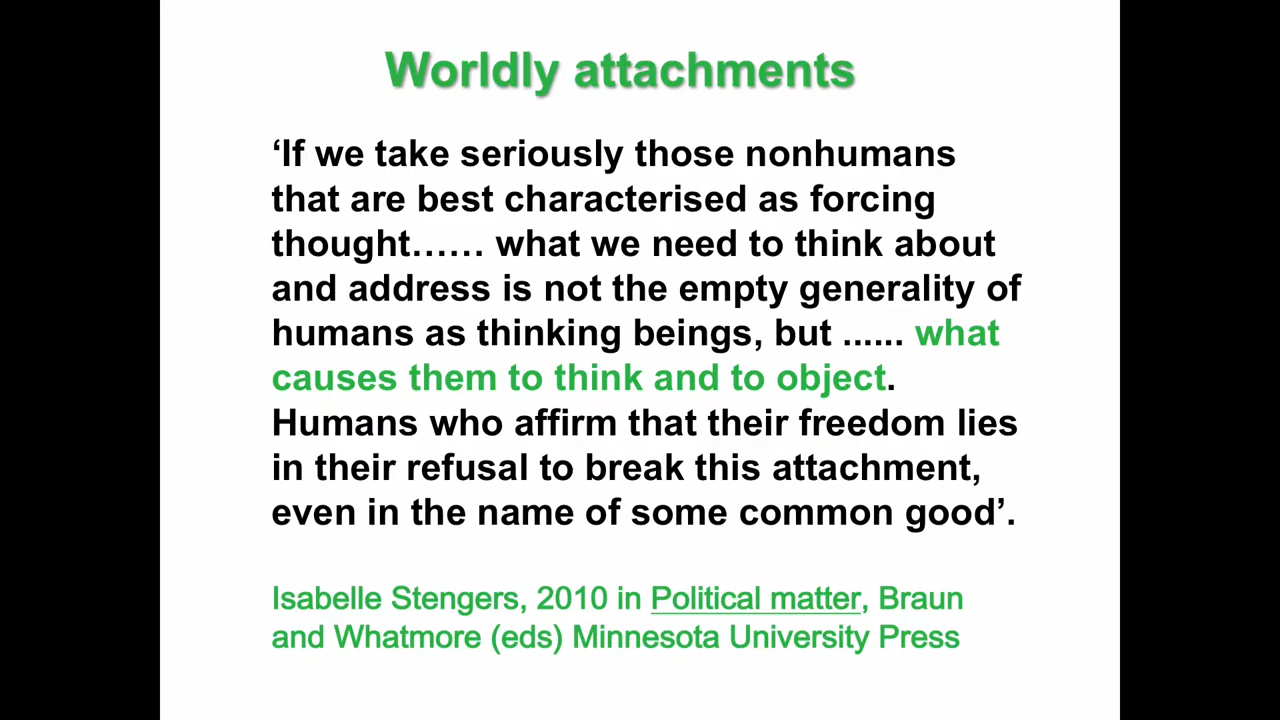 Worldly attachments
‘If we take seriously those nonhumans
that are best characterised as forcing
thought…… what we need to think about
and address is not the empty generality of
humans as thinking beings, but ...... what
causes them to think and to object.
Humans who affirm that their freedom lies
in their refusal to break this attachment,
even in the name of some common good’.
Isabelle Stengers, 2010 in Political matter, Braun
and Whatmore (eds) Minnesota University Press